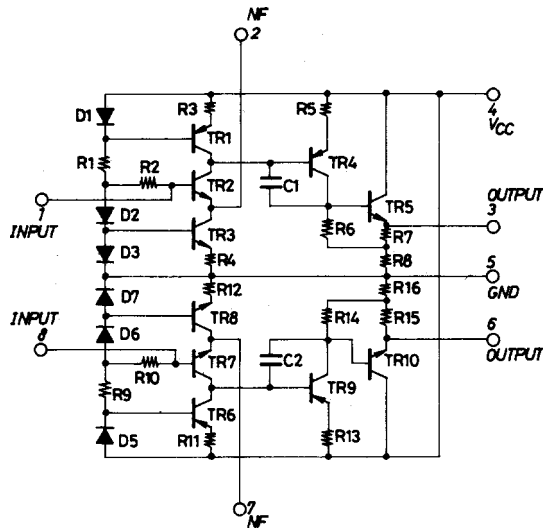 NF
2
D1
R3
R5
4
VCC
TR1
TR4
R1
R2
TR2
C1
TR5
OUTPUT
3
1
INPUT
D2
TR3
R6
R7
D3
R4
R8
5
GND
D7
R12
R16
INPUT
8
TR8
R14
R15
6
OUTPUT
D6
TR7
C2
R10
TR10
R9
TR9
TR6
D5
R11
R13
7
NF